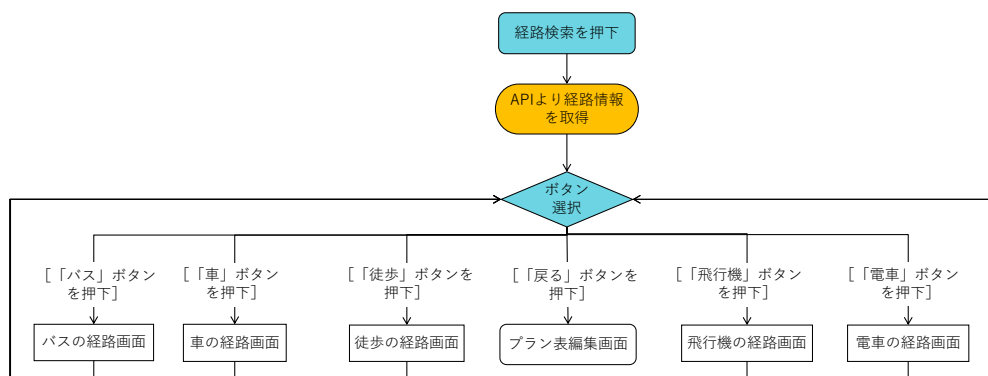 経路検索を押下
APIより経路情報
を取得
ボタン
選択
[「バス」ボタン
を押下]
[「車」ボタン
を押下]
[「徒歩」ボタンを
押下]
[「戻る」ボタンを
押下]
[「飛行機」ボタン
を押下]
[「電車」ボタン
を押下]
バスの経路画面
車の経路画面
徒歩の経路画面
プラン表編集画面
飛行機の経路画面
電車の経路画面